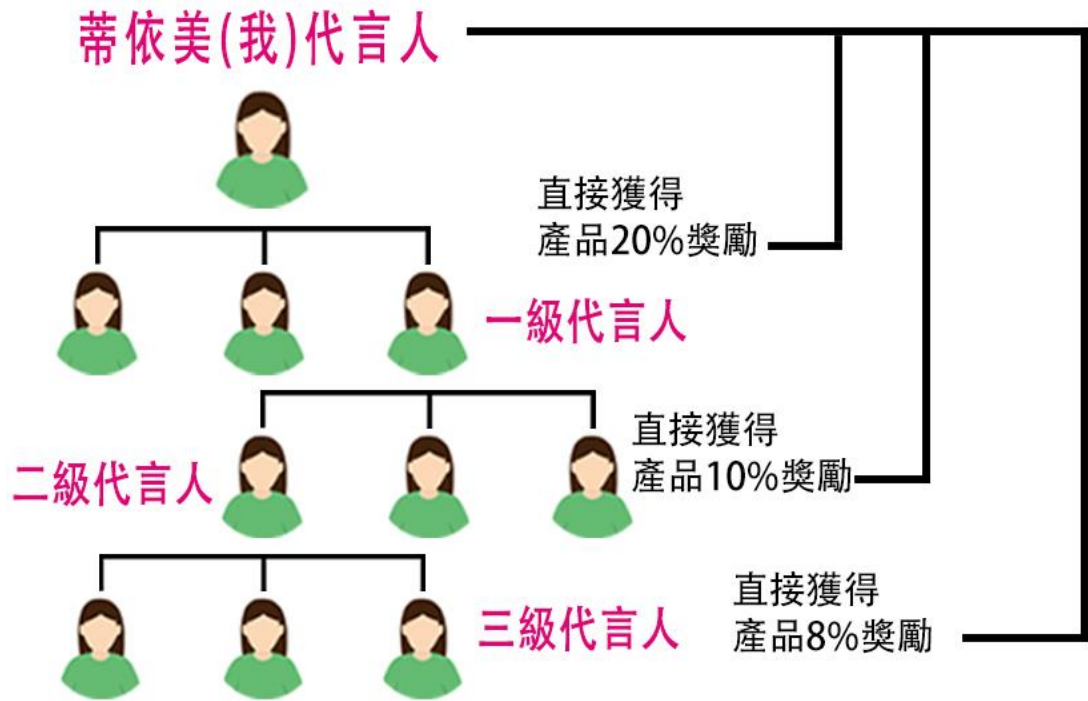 蒂依美(我)代言人
直接獲得
產品20%獎勵
一級代言人
直接獲得
產品10%獎勵
二級代言人
直接獲得
產品8%獎勵
三級代言人